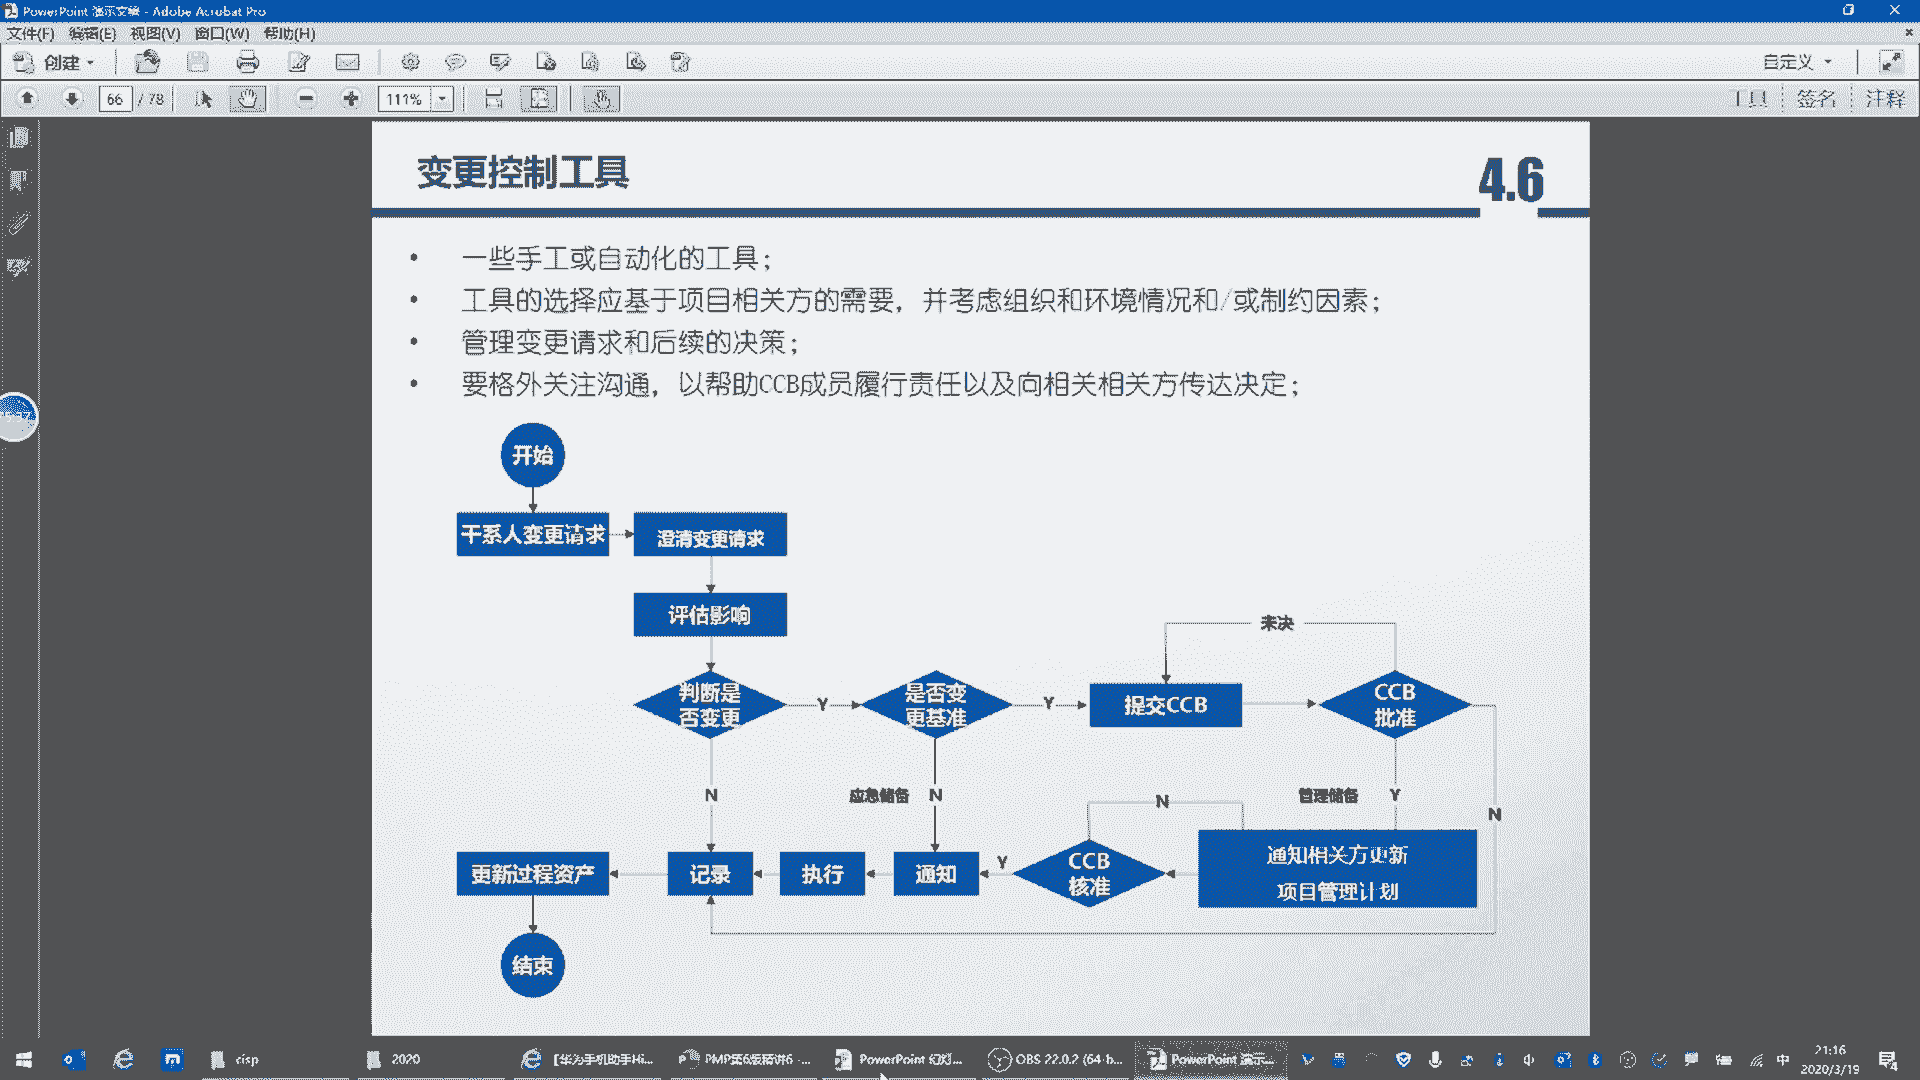 PowerPoint 演示文稿 - Adobe Acrobat Pro
文件(F) 编辑(E) 视图(V) 窗口(W) 帮助(H)
创建
自定义
66 / 78
111%
工具 签名 注释
变更控制工具
4.6
• 一些手工或自动化的工具；
• 工具的选择应基于项目相关方的需要，并考虑组织和环境情况和/或制约因素；
• 管理变更请求和后续的决策；
• 要格外关注沟通，以帮助CCB成员履行责任以及向相关相关方传达决定；
开始
干系人变更请求
澄清变更请求
评估影响
未决
判断是
否变更
Y
是否变
更基准
Y
提交CCB
CCB
批准
N
应急储备
N
N
管理储备
Y
N
更新过程资产
记录
执行
通知
Y
CCB
核准
通知相关方更新
项目管理计划
结束
cisp
2020
[华为手机助手Hi...
PMP第6版精讲6 - ...
PowerPoint 幻灯...
OBS 22.0.2 (64-b...
PowerPoint 演示...
中
21:16
2020/3/19